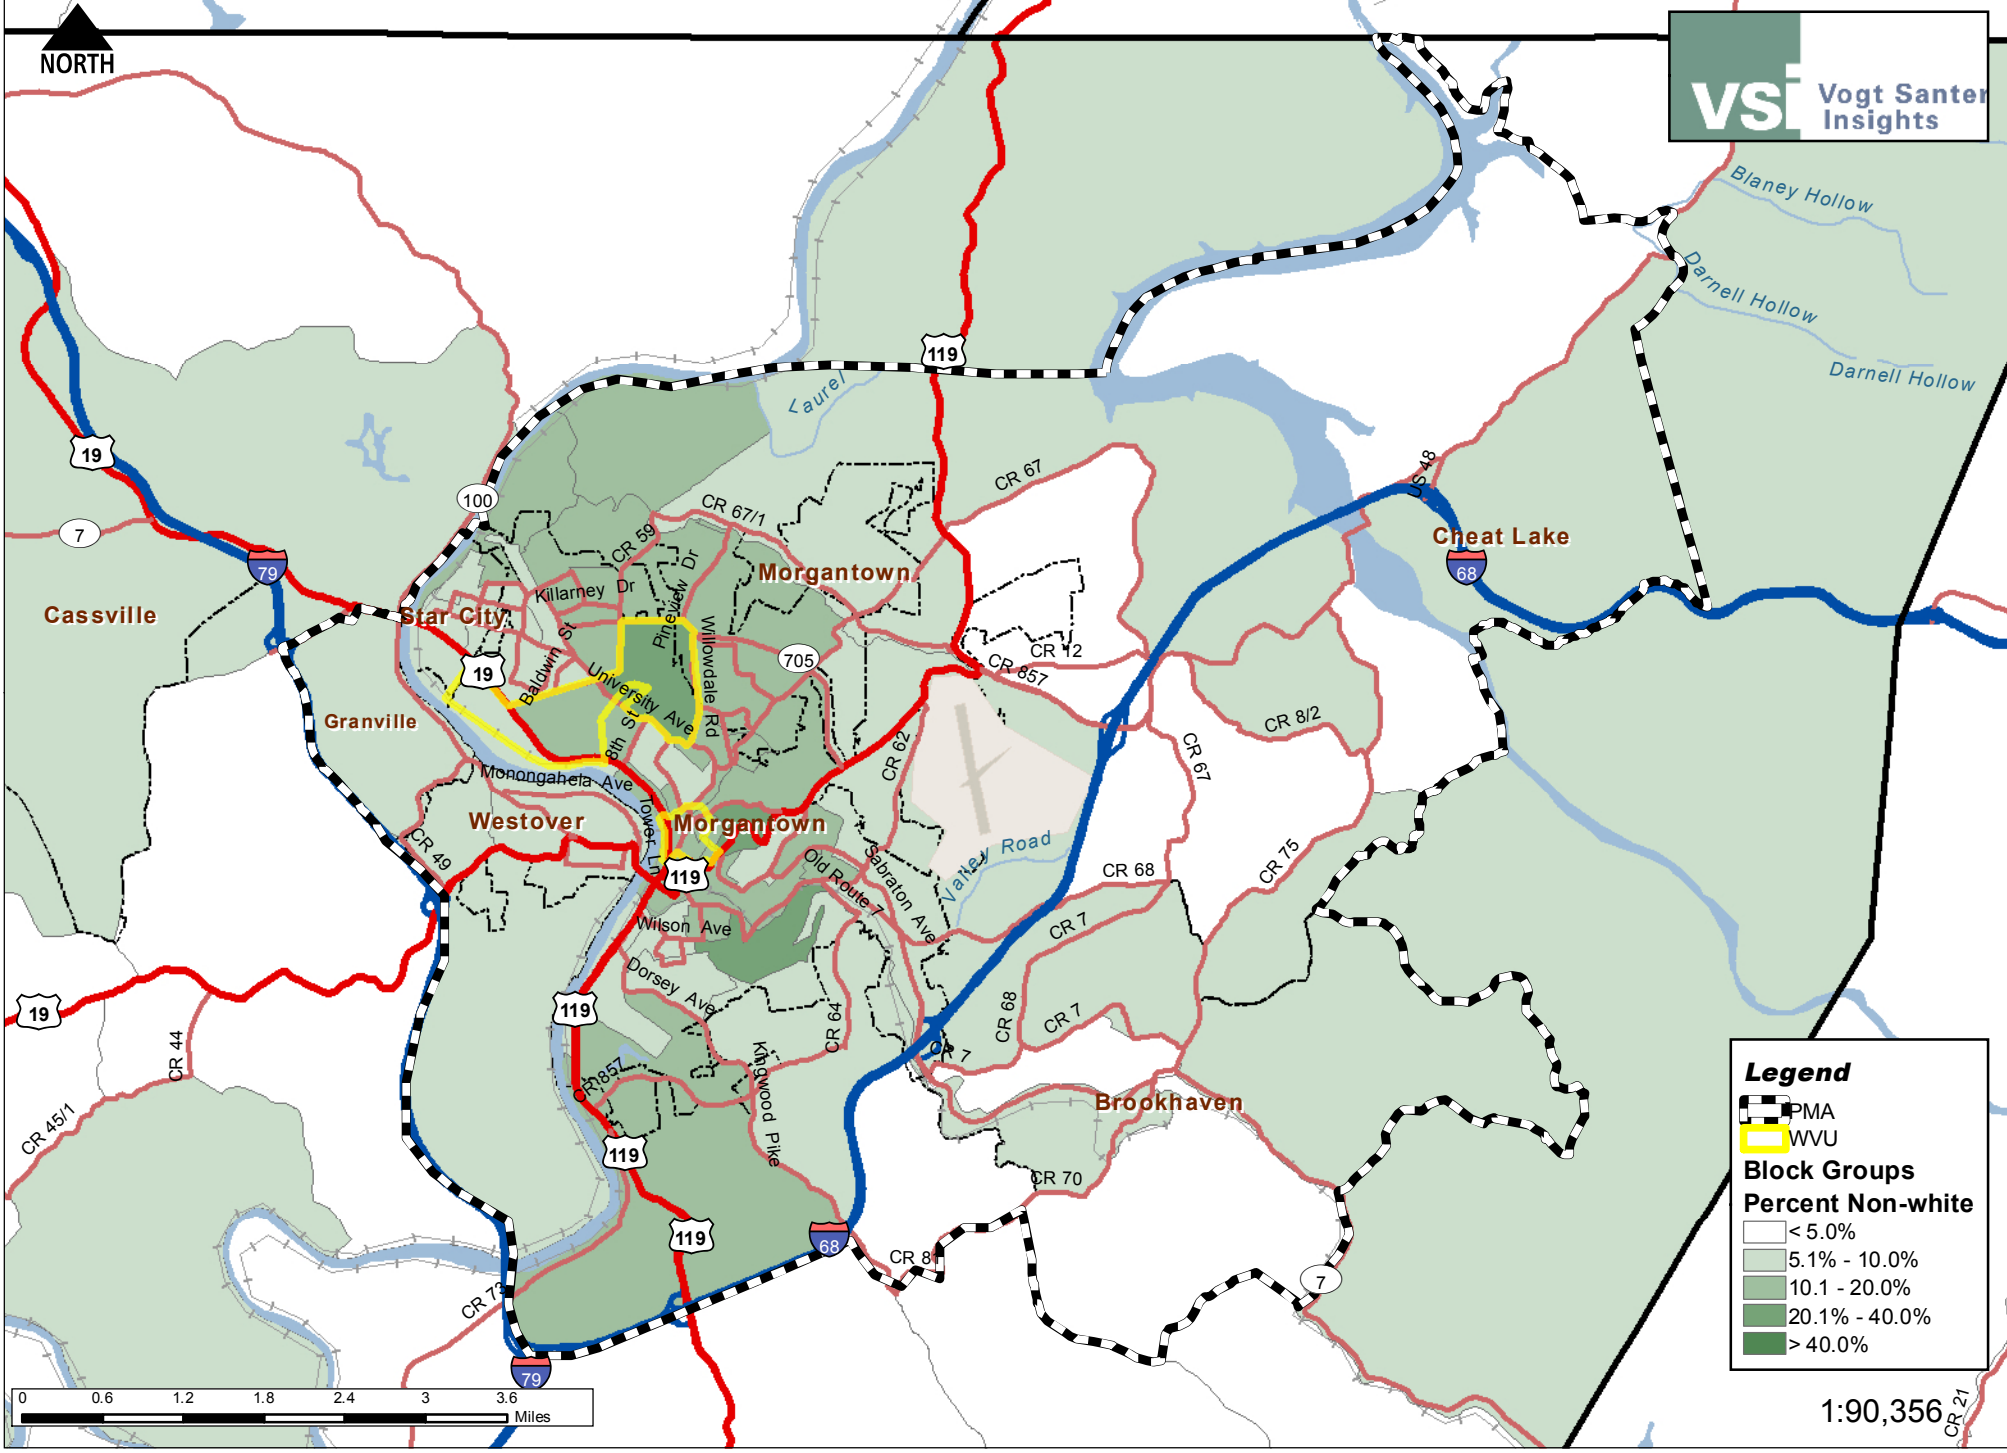 NORTH
vsi Vogt Santer
Insights
Blaney Hollow
Darnell Hollow
Darnell Hollow
119
Laurel
19
100
7
79
CR 67
CR 67/1
CR 59
US 48
Cheat Lake
68
Morgantown
Killarney Dr
Pineview Dr
Cassville
Star City
Baldwin St
Willowdale Rd
705
CR 12
CR 857
19
University Ave
8th St
Granville
CR 8/2
CR 62
CR 67
Monongahela Ave
Tower Ln
Westover
Morgantown
CR 49
119
Old Route 7
Sabraton Ave
Valley Road
CR 68
CR 75
Wilson Ave
CR 7
Dorsey Ave
119
19
CR 64
CR 68
CR 7
CR 44
CR 7
CR 857
Kingwood Pike
CR 45/1
Brookhaven
119
CR 70
119
68
CR 8
7
CR 73
79
Legend
PMA
WVU
Block Groups
Percent Non-white
< 5.0%
5.1% - 10.0%
10.1 - 20.0%
20.1% - 40.0%
> 40.0%
0 0.6 1.2 1.8 2.4 3 3.6
Miles
1:90,356
CR 21